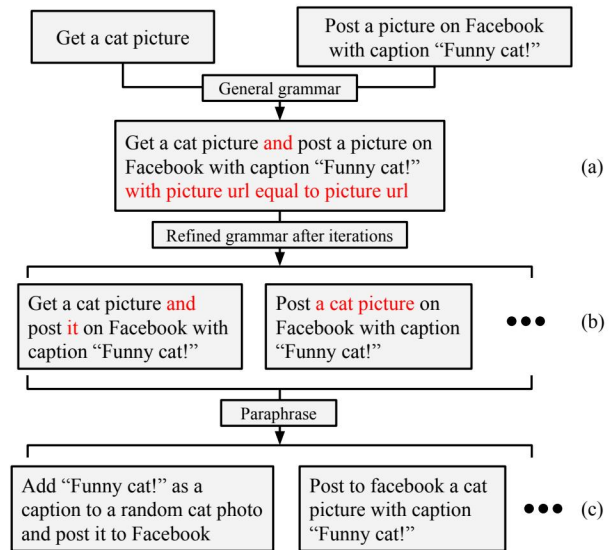 Get a cat picture
Post a picture on Facebook
with caption “Funny cat!”
General grammar
Get a cat picture and post a picture on
Facebook with caption “Funny cat!”
with picture url equal to picture url
(a)
Refined grammar after iterations
Get a cat picture and
post it on Facebook with
caption “Funny cat!”
Post a cat picture on
Facebook with caption
“Funny cat!”
(b)
Paraphrase
Add “Funny cat!” as a
caption to a random cat photo
and post it to Facebook
Post to facebook a cat
picture with caption
“Funny cat!”
(c)